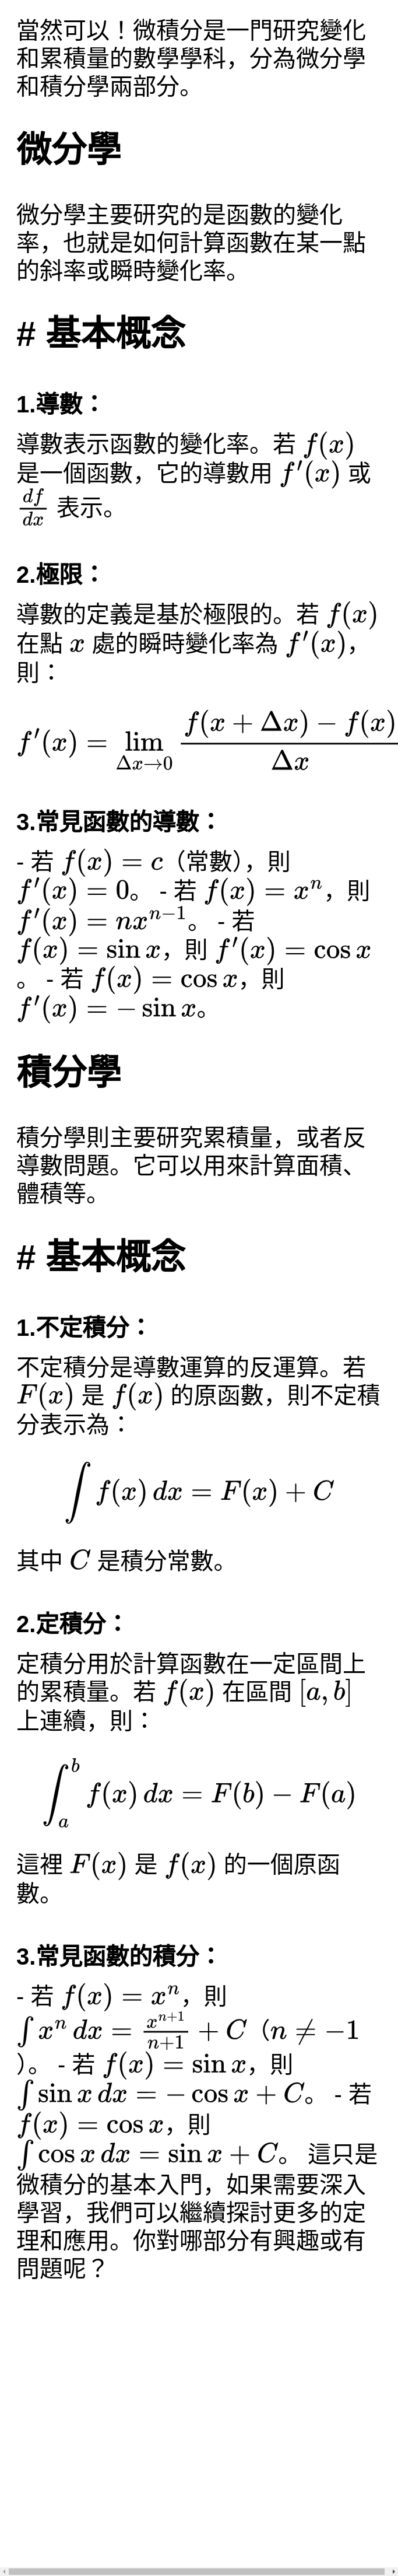 當然可以！微積分是一門研究變化
和累積量的數學學科，分為微分學
和積分學兩部分。
微分學
微分學主要研究的是函數的變化
率，也就是如何計算函數在某一點
的斜率或瞬時變化率。
# 基本概念
1.導數：
導數表示函數的變化率。若 f(x)
是一個函數，它的導數用 f′(x) 或
df/dx 表示。
2.極限：
導數的定義是基於極限的。若 f(x)
在點 x 處的瞬時變化率為 f′(x)，
則：
f′(x) = lim Δx→0 (f(x + Δx) − f(x))/Δx
3.常見函數的導數：
- 若 f(x) = c（常數），則
f′(x) = 0。 - 若 f(x) = xⁿ，則
f′(x) = nxⁿ⁻¹。 - 若
f(x) = sin x，則 f′(x) = cos x
。 - 若 f(x) = cos x，則
f′(x) = − sin x。
積分學
積分學則主要研究累積量，或者反
導數問題。它可以用來計算面積、
體積等。
# 基本概念
1.不定積分：
不定積分是導數運算的反運算。若
F(x) 是 f(x) 的原函數，則不定積
分表示為：
∫ f(x) dx = F(x) + C
其中 C 是積分常數。
2.定積分：
定積分用於計算函數在一定區間上
的累積量。若 f(x) 在區間 [a, b]
上連續，則：
∫ₐᵇ f(x) dx = F(b) − F(a)
這裡 F(x) 是 f(x) 的一個原函
數。
3.常見函數的積分：
- 若 f(x) = xⁿ，則
∫ xⁿ dx = xⁿ⁺¹/(n+1) + C（n ≠ −1
）。 - 若 f(x) = sin x，則
∫ sin x dx = − cos x + C。 - 若
f(x) = cos x，則
∫ cos x dx = sin x + C。 這只是
微積分的基本入門，如果需要深入
學習，我們可以繼續探討更多的定
理和應用。你對哪部分有興趣或有
問題呢？